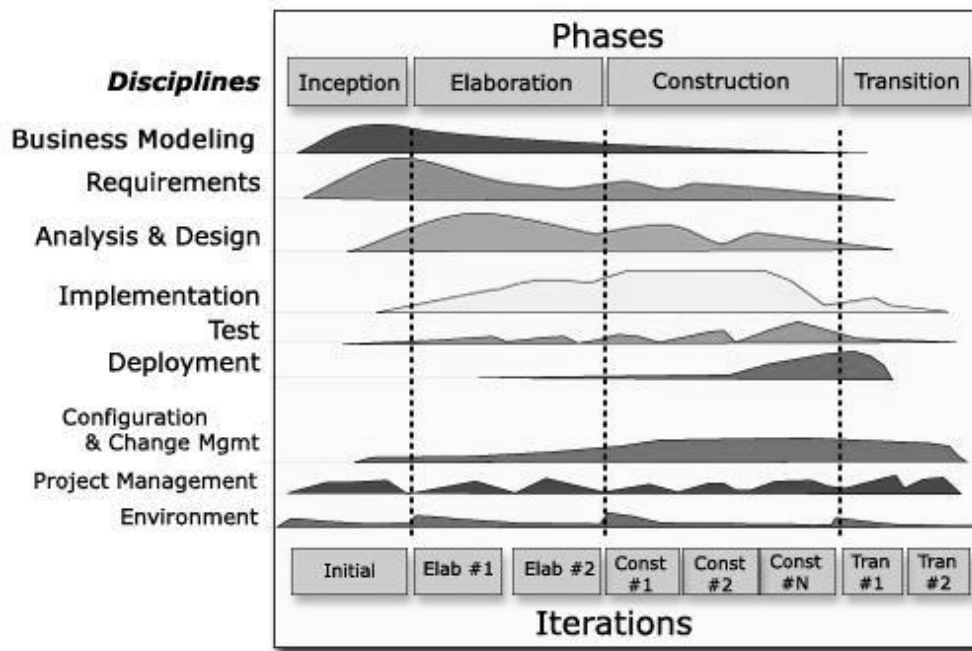 Phases
Disciplines
Inception
Elaboration
Construction
Transition
Business Modeling
Requirements
Analysis & Design
Implementation
Test
Deployment
Configuration
& Change Mgmt
Project Management
Environment
Initial
Elab #1
Elab #2
Const
#1
Const
#2
Const
#N
Tran
#1
Tran
#2
Iterations